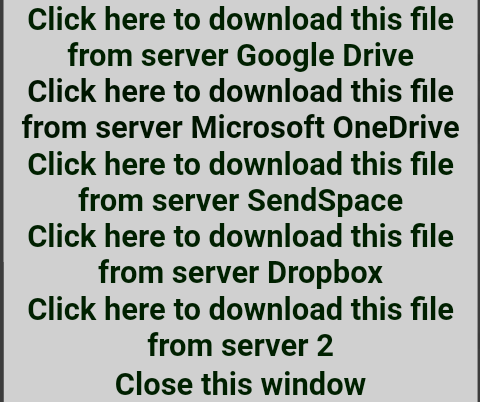 Click here to download this file
from server Google Drive
Click here to download this file
from server Microsoft OneDrive
Click here to download this file
from server SendSpace
Click here to download this file
from server Dropbox
Click here to download this file
from server 2
Close this window